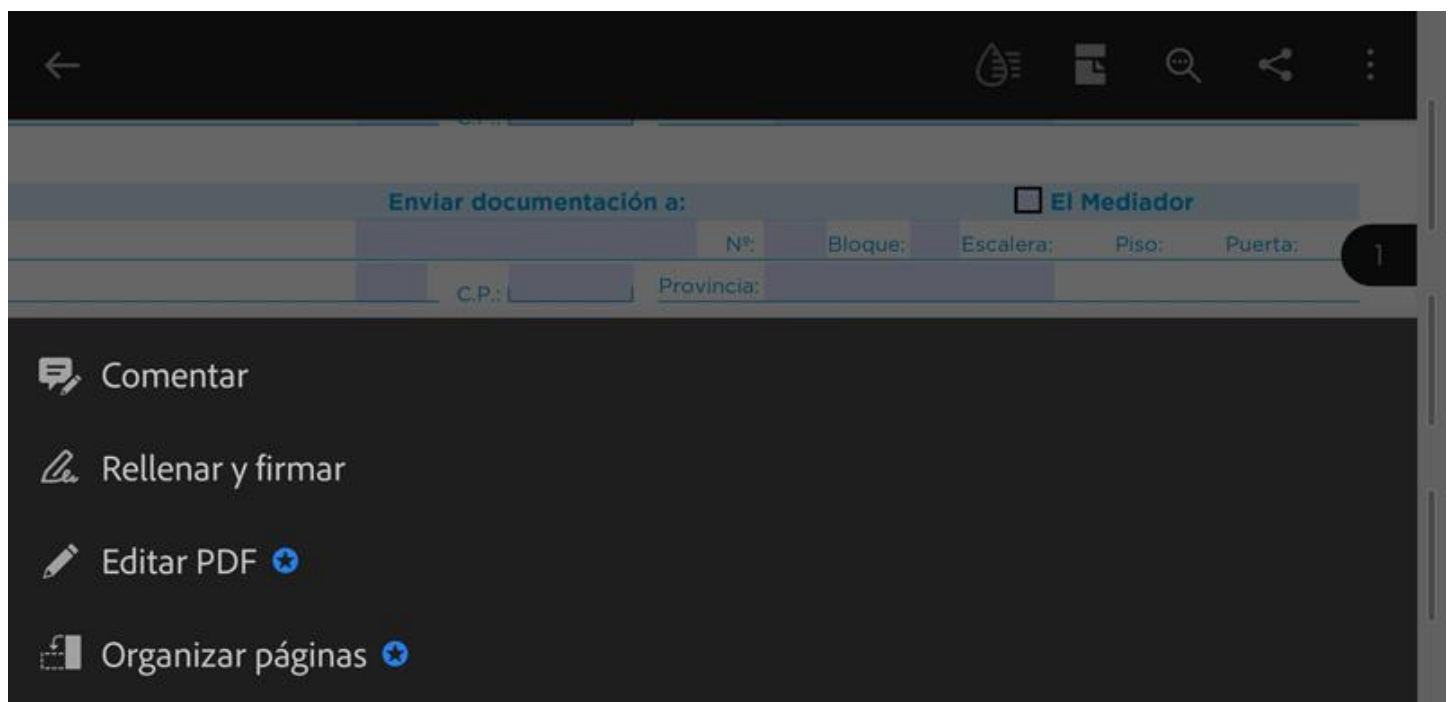 Enviar documentación a: El Mediador
Nº: Bloque: Escalera: Piso: Puerta:
1
C.P.: Provincia:
Comentar
Rellenar y firmar
Editar PDF
Organizar páginas